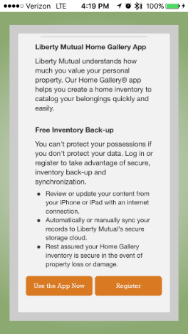 Verizon LTE 4:19 PM 100%
Liberty Mutual Home Gallery App
Liberty Mutual understands how
much you value your personal
property. Our Home Gallery® app
helps you create a home inventory to
catalog your belongings quickly and
easily.
Free Inventory Back-up
You can't protect your possessions if
you don't protect your data. Log in or
register to take advantage of secure,
inventory back-up and
synchronization.
• Review or update your content from
your iPhone or iPad with an internet
connection.
• Automatically or manually sync your
records to Liberty Mutual's secure
storage cloud.
• Rest assured your Home Gallery
inventory is secure in the event of
property loss or damage.
Use the App Now Register